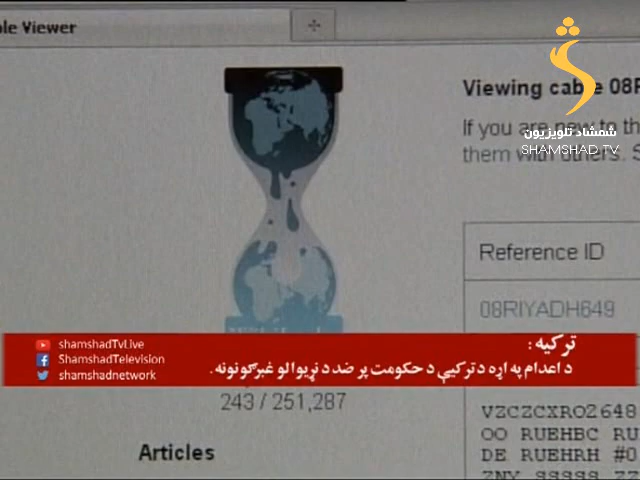 ble Viewer
شمشاد تلویزیون
SHAMSHAD TV
Viewing cable 08R
If you are new to th
them with others. S
Reference ID
08RIYADH649
ترکیه :
د اعدام په اړه د ترکیې د حکومت پر ضد د نړیوالو غبرګونونه.
shamshadTvLive
ShamshadTelevision
shamshadnetwork
243 / 251,287
Articles
VZCZCXRO2648
OO RUEHBC RU
DE RUEHRH #0
ZNY